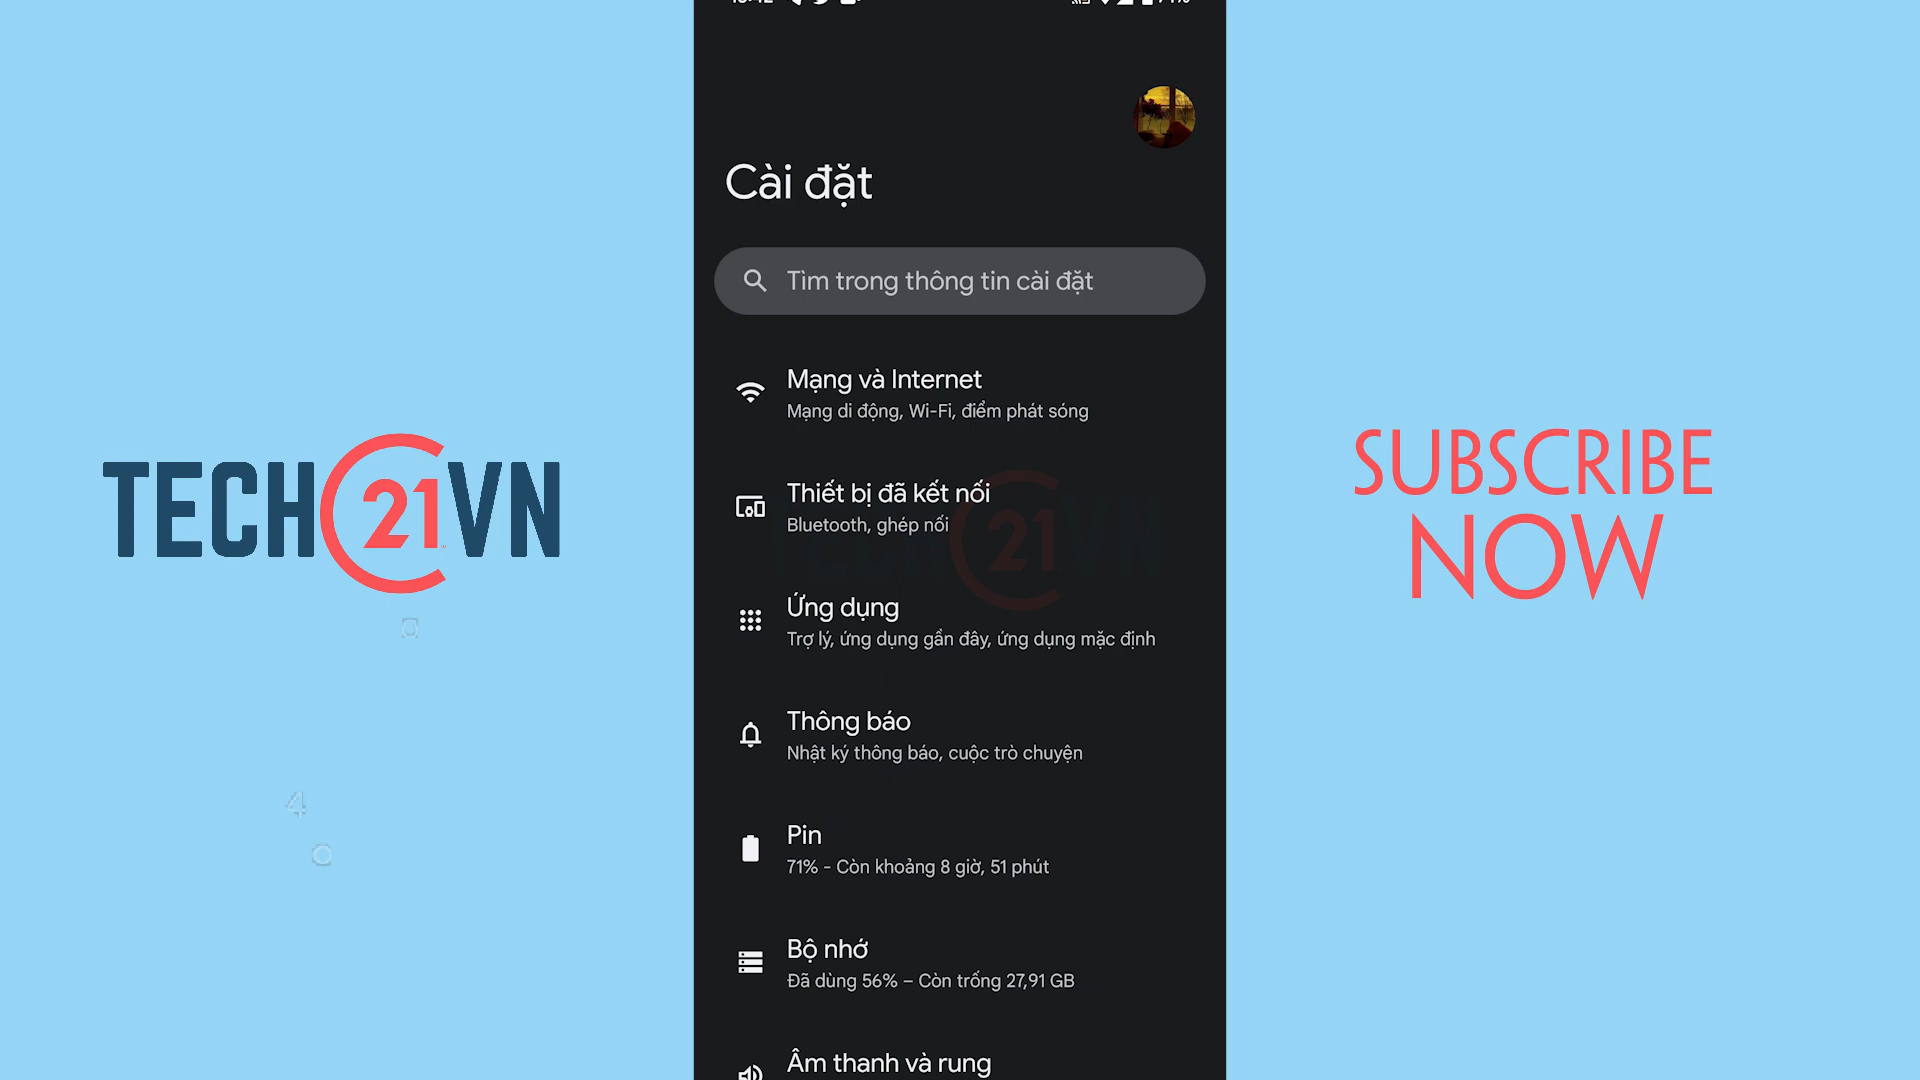 Cài đặt
Tìm trong thông tin cài đặt
Mạng và Internet
Mạng di động, Wi-Fi, điểm phát sóng
Thiết bị đã kết nối
Bluetooth, ghép nối
Ứng dụng
Trợ lý, ứng dụng gần đây, ứng dụng mặc định
Thông báo
Nhật ký thông báo, cuộc trò chuyện
Pin
71% - Còn khoảng 8 giờ, 51 phút
Bộ nhớ
Đã dùng 56% – Còn trống 27,91 GB
Âm thanh và rung
TECH21VN
SUBSCRIBE
NOW